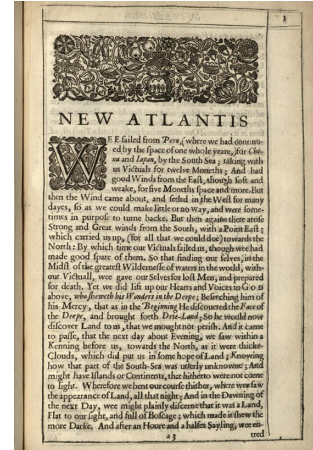 1
NEW ATLANTIS
WEE sailed from Peru, (where we had continu-
ed by the space of one whole yeare, for Chi-
na and Iapan, by the South Sea; taking with
us Victuals for twelve Moneths; And had
good Winds from the East, though soft and
weake, for five Moneths space and more. But
then the Wind came about, and setled in the West for many
dayes, so as we could make little or no way, and were some-
times in purpose to turne backe. But then againe there arose
Strong and Great winds from the South, with a Point East;
which carried us up, (for all that we could doe) towards the
North: By which time our Victuals failed us, though wee had
made good spare of them. So that finding our selves, in the
Midst of the greatest Wildernesse of waters in the world, with-
out Victuall, wee gave our Selves for lost Men, and prepared
for death. Yet we did lift up our Hearts and Voices to GOD
above, who sheweth his Wonders in the Deepe; Beseeching him of
his Mercy, that as in the Beginning He discovered the Face of
the Deepe, and brought forth Drie-Land; So he would now
discover Land to us, that we mought not perish. And it came
to passe, that the next day about Evening, we saw within a
Kenning before us, towards the North, as it were thicke-
Clouds, which did put us in some hope of Land; Knowing
how that part of the South-Sea was utterly unknowne; And
might have Islands or Continents, that hitherto were not come
to light. Wherefore we bent our course thither, where wee saw
the appearance of Land, all that night; And in the Dawning of
the next Day, wee might plainly discerne that it was a Land,
Flat to our sight, and full of Boscage; which made it shew the
more Darke. And after an Houre and a halfes Sayling, wee en-
a 3
tred